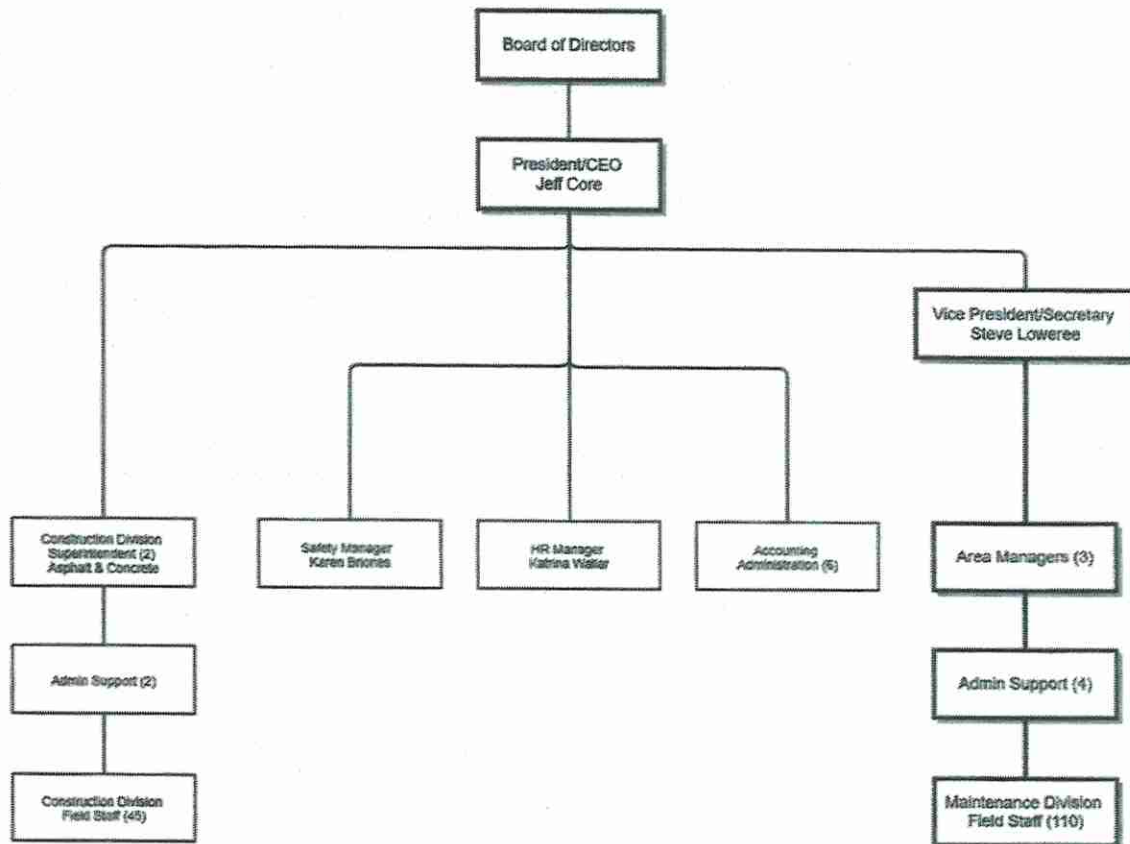 Board of Directors
President/CEO
Jeff Core
Vice President/Secretary
Steve Loweree
Construction Division
Superintendent (2)
Asphalt & Concrete
Safety Manager
Karen Briones
HR Manager
Katrina
Accounting
Administration
Area Managers (3)
Admin Support (2)
Admin Support (4)
Construction Division
Field Staff (45)
Maintenance Division
Field Staff (110)